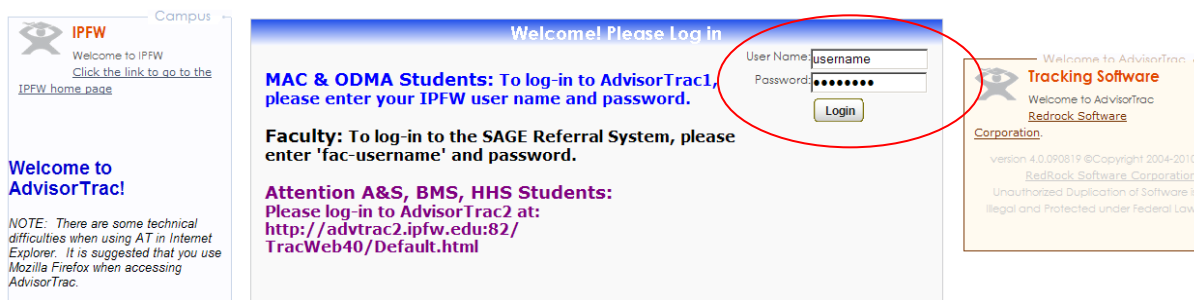 Campus
IPFW
Welcome to IPFW
Click the link to go to the
IPFW home page
Welcome to
AdvisorTrac!
NOTE: There are some technical
difficulties when using AT in Internet
Explorer. It is suggested that you use
Mozilla Firefox when accessing
AdvisorTrac.
Welcome! Please Log in
User Name: username
Password: ••••••••
Login
MAC & ODMA Students: To log-in to AdvisorTrac1,
please enter your IPFW user name and password.
Faculty: To log-in to the SAGE Referral System, please
enter 'fac-username' and password.
Attention A&S, BMS, HHS Students:
Please log-in to AdvisorTrac2 at:
http://advtrac2.ipfw.edu:82/
TracWeb40/Default.html
Welcome to AdvisorTrac
Tracking Software
Welcome to AdvisorTrac
Redrock Software
Corporation.
version 4.0.090819 ©Copyright 2004-2010
RedRock Software Corporation
Unauthorized Duplication of Software is
Illegal and Protected under Federal Law